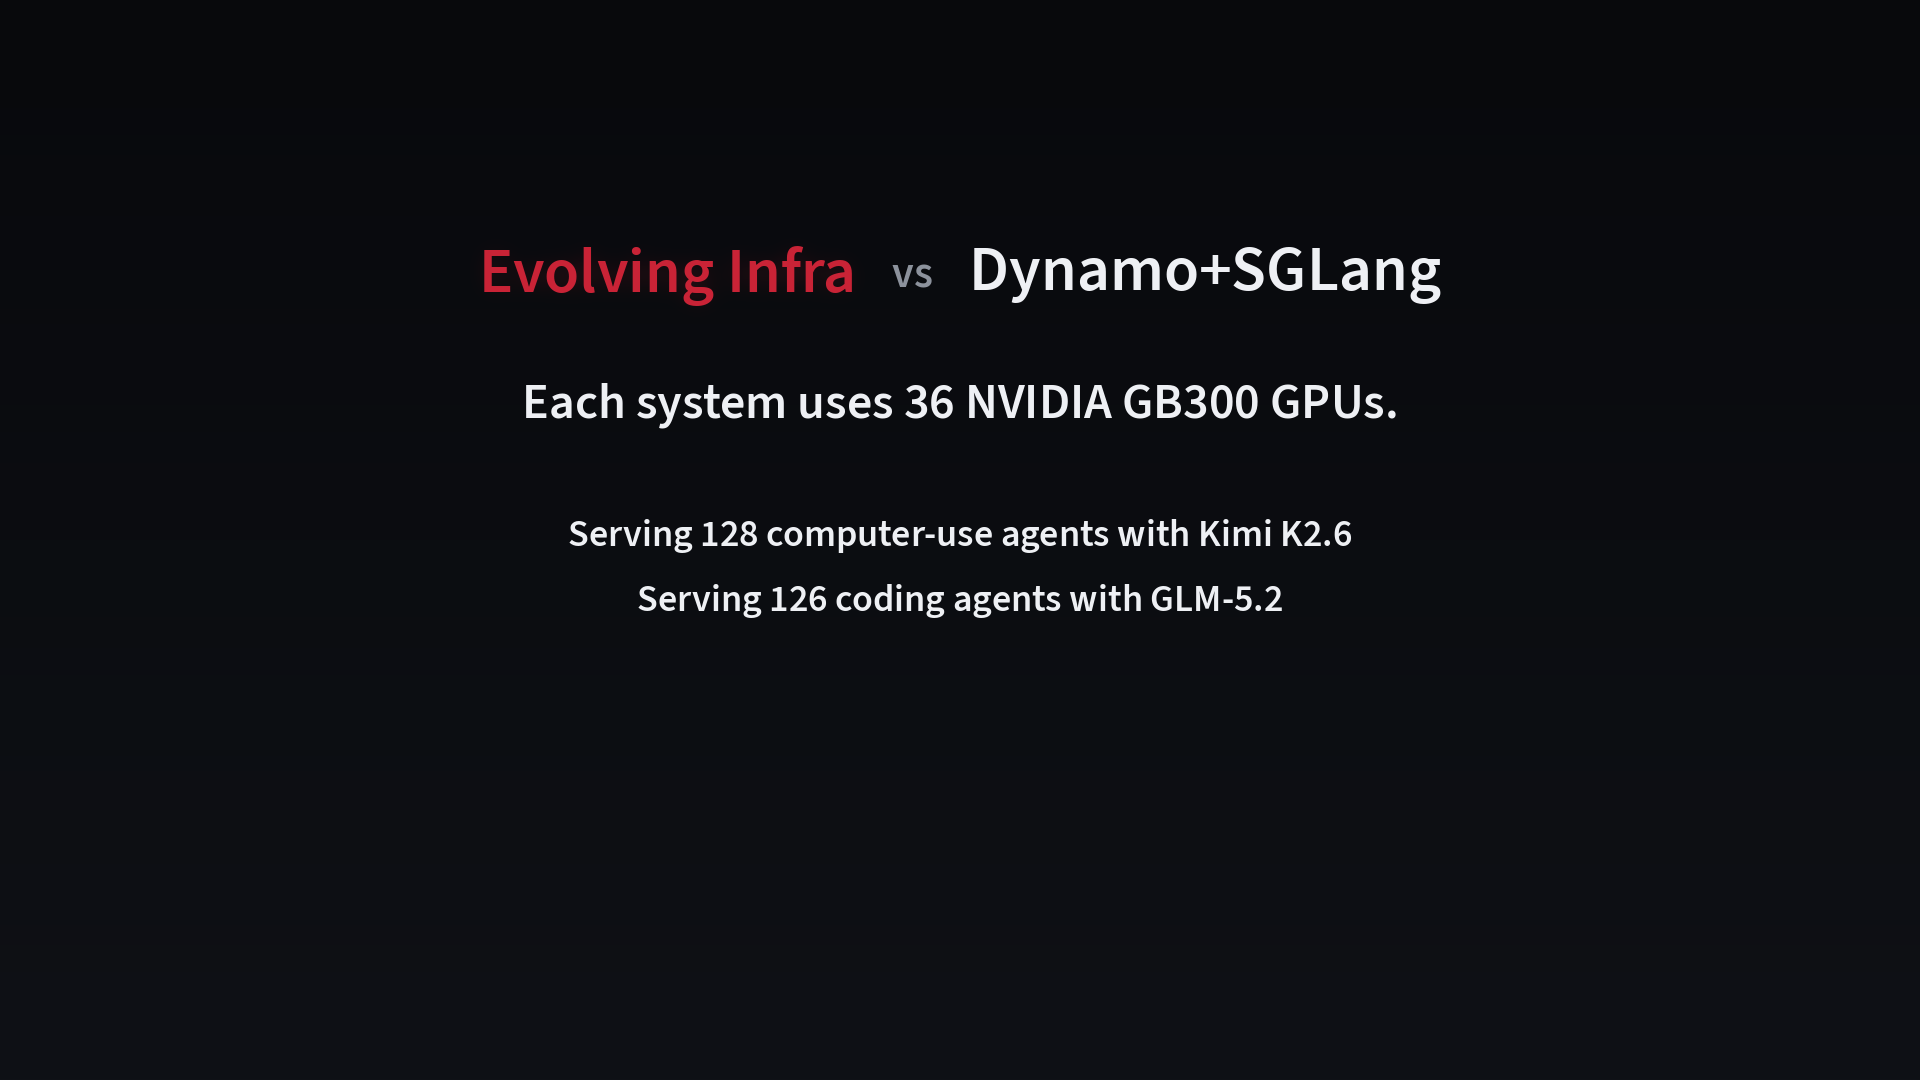 Evolving Infra vs Dynamo+SGLang
Each system uses 36 NVIDIA GB300 GPUs.
Serving 128 computer-use agents with Kimi K2.6
Serving 126 coding agents with GLM-5.2